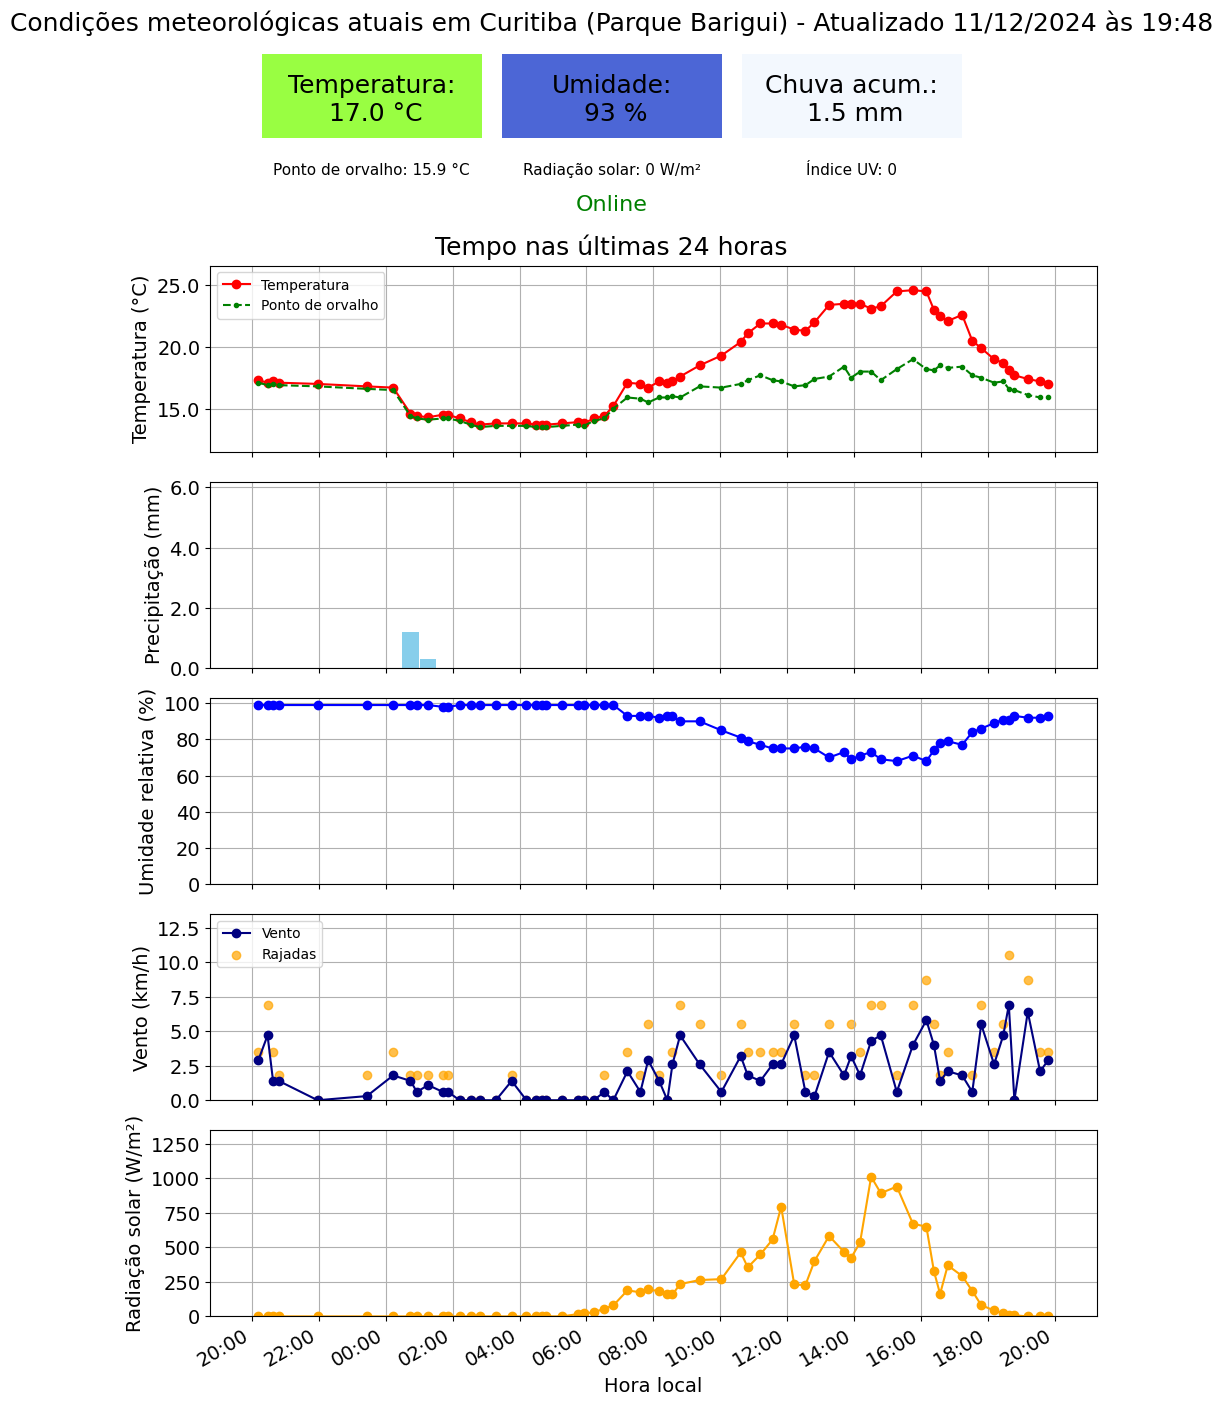 Condições meteorológicas atuais em Curitiba (Parque Barigui) - Atualizado 11/12/2024 às 19:48
Temperatura:
17.0 °C
Umidade:
93 %
Chuva acum.:
1.5 mm
Ponto de orvalho: 15.9 °C
Radiação solar: 0 W/m²
Índice UV: 0
Online
Tempo nas últimas 24 horas
Temperatura (°C)
25.0
20.0
15.0
Temperatura
Ponto de orvalho
Precipitação (mm)
6.0
4.0
2.0
0.0
Umidade relativa (%)
100
80
60
40
20
0
Vento (km/h)
12.5
10.0
7.5
5.0
2.5
0.0
Vento
Rajadas
Radiação solar (W/m²)
1250
1000
750
500
250
0
20:00
22:00
00:00
02:00
04:00
06:00
08:00
10:00
12:00
14:00
16:00
18:00
20:00
Hora local